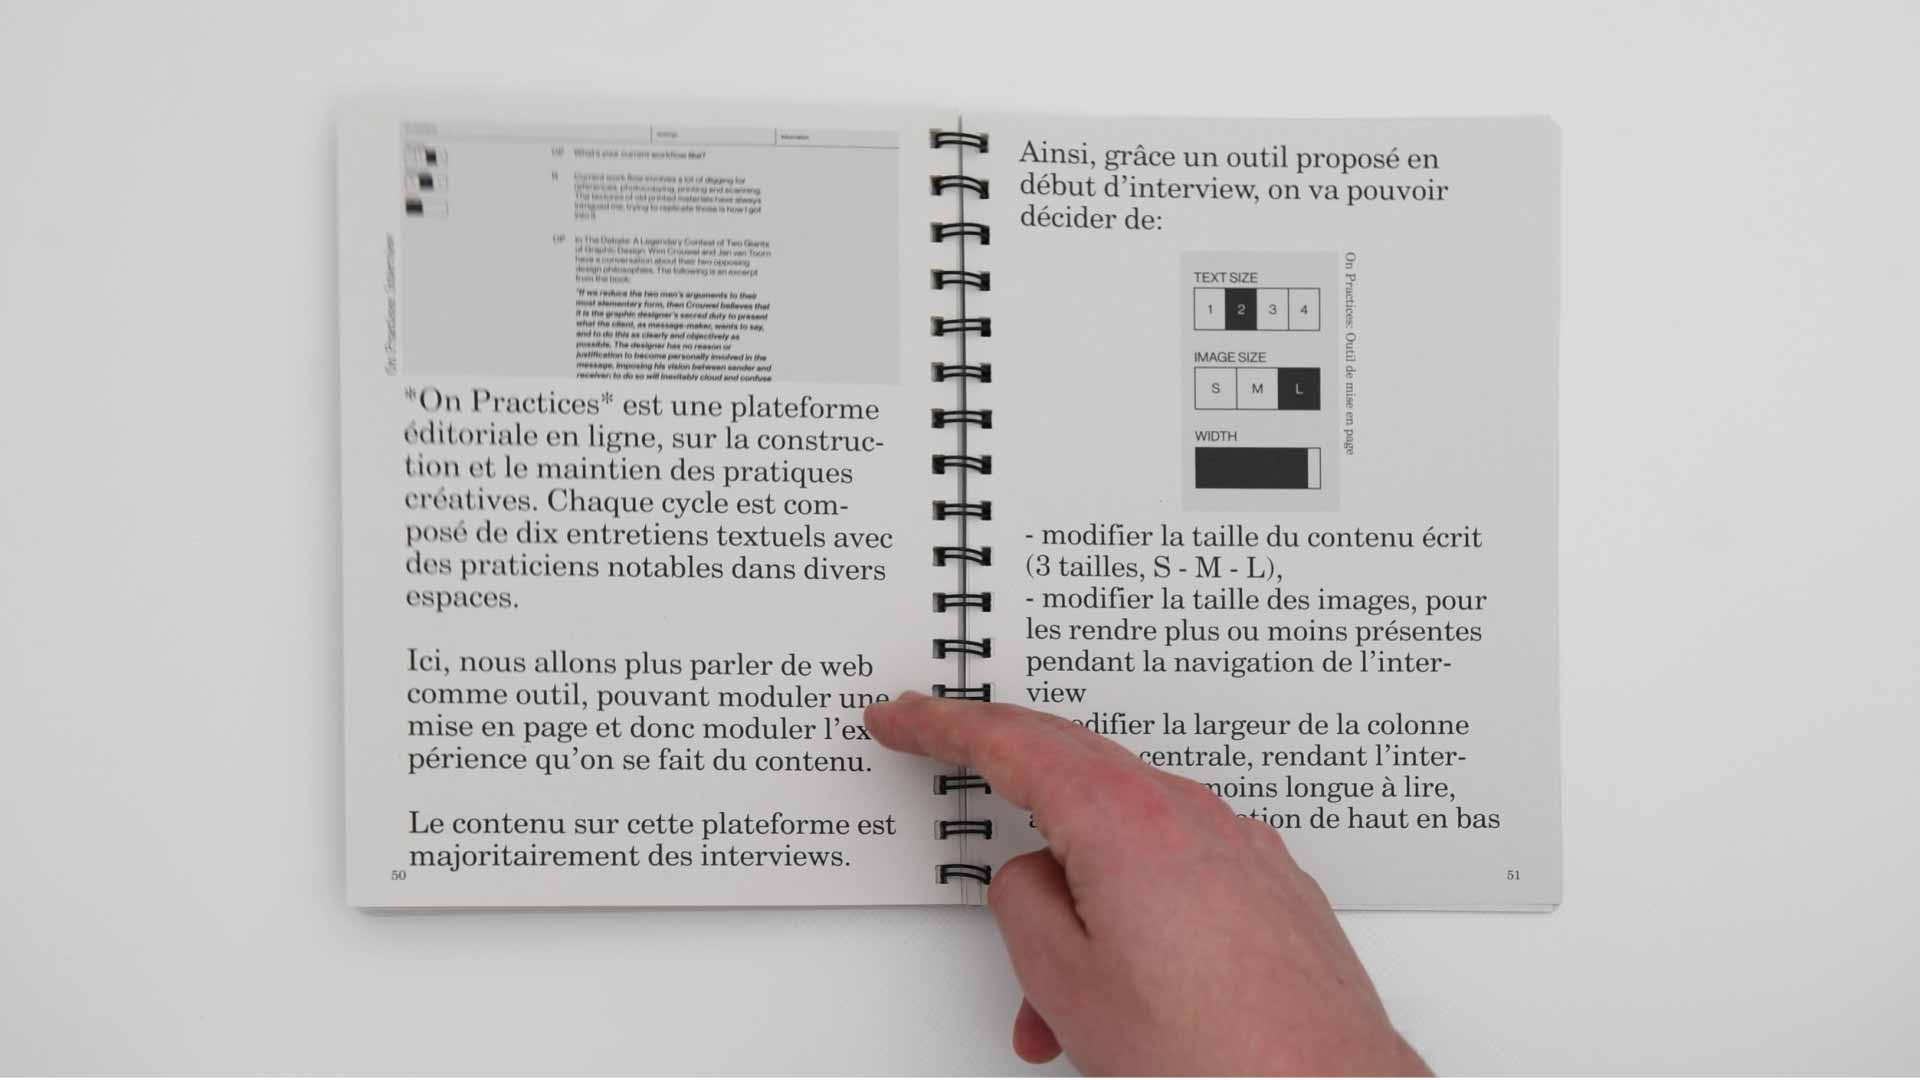 Information
What's your current workflow like?
Current work flow involves a lot of digging for
references, photocopying, printing and scanning.
The textures of old printed materials have always
intrigued me, trying to replicate those is how I got
into it.
In The Debate: A Legendary Contest of Two Giants
of Graphic Design, Wim Crouwel and Jan van Toorn
have a conversation about their two opposing
design philosophies. The following is an excerpt
from the book:
"If we reduce the two men's arguments to their
most elementary form, then Crouwel believes that
it is the graphic designer's sacred duty to present
what the client, as message-maker, wants to say,
and to do this as clearly and objectively as
possible. The designer has no reason or
justification to become personally involved in the
message, imposing his vision between sender and
receiver: to do so will inevitably cloud and confuse
*On Practices* est une plateforme
éditoriale en ligne, sur la construc-
tion et le maintien des pratiques
créatives. Chaque cycle est com-
posé de dix entretiens textuels avec
des praticiens notables dans divers
espaces.
Ici, nous allons plus parler de web
comme outil, pouvant moduler une
mise en page et donc moduler l'ex
périence qu'on se fait du contenu.
Le contenu sur cette plateforme est
majoritairement des interviews.
50
Ainsi, grâce un outil proposé en
début d'interview, on va pouvoir
décider de:
TEXT SIZE
1 2 3 4
IMAGE SIZE
S M L
WIDTH
On Practices: Outil de mise en page
- modifier la taille du contenu écrit
(3 tailles, S - M - L),
- modifier la taille des images, pour
les rendre plus ou moins présentes
pendant la navigation de l'inter-
view
difier la largeur de la colonne
centrale, rendant l'inter-
moins longue à lire,
tion de haut en bas
51